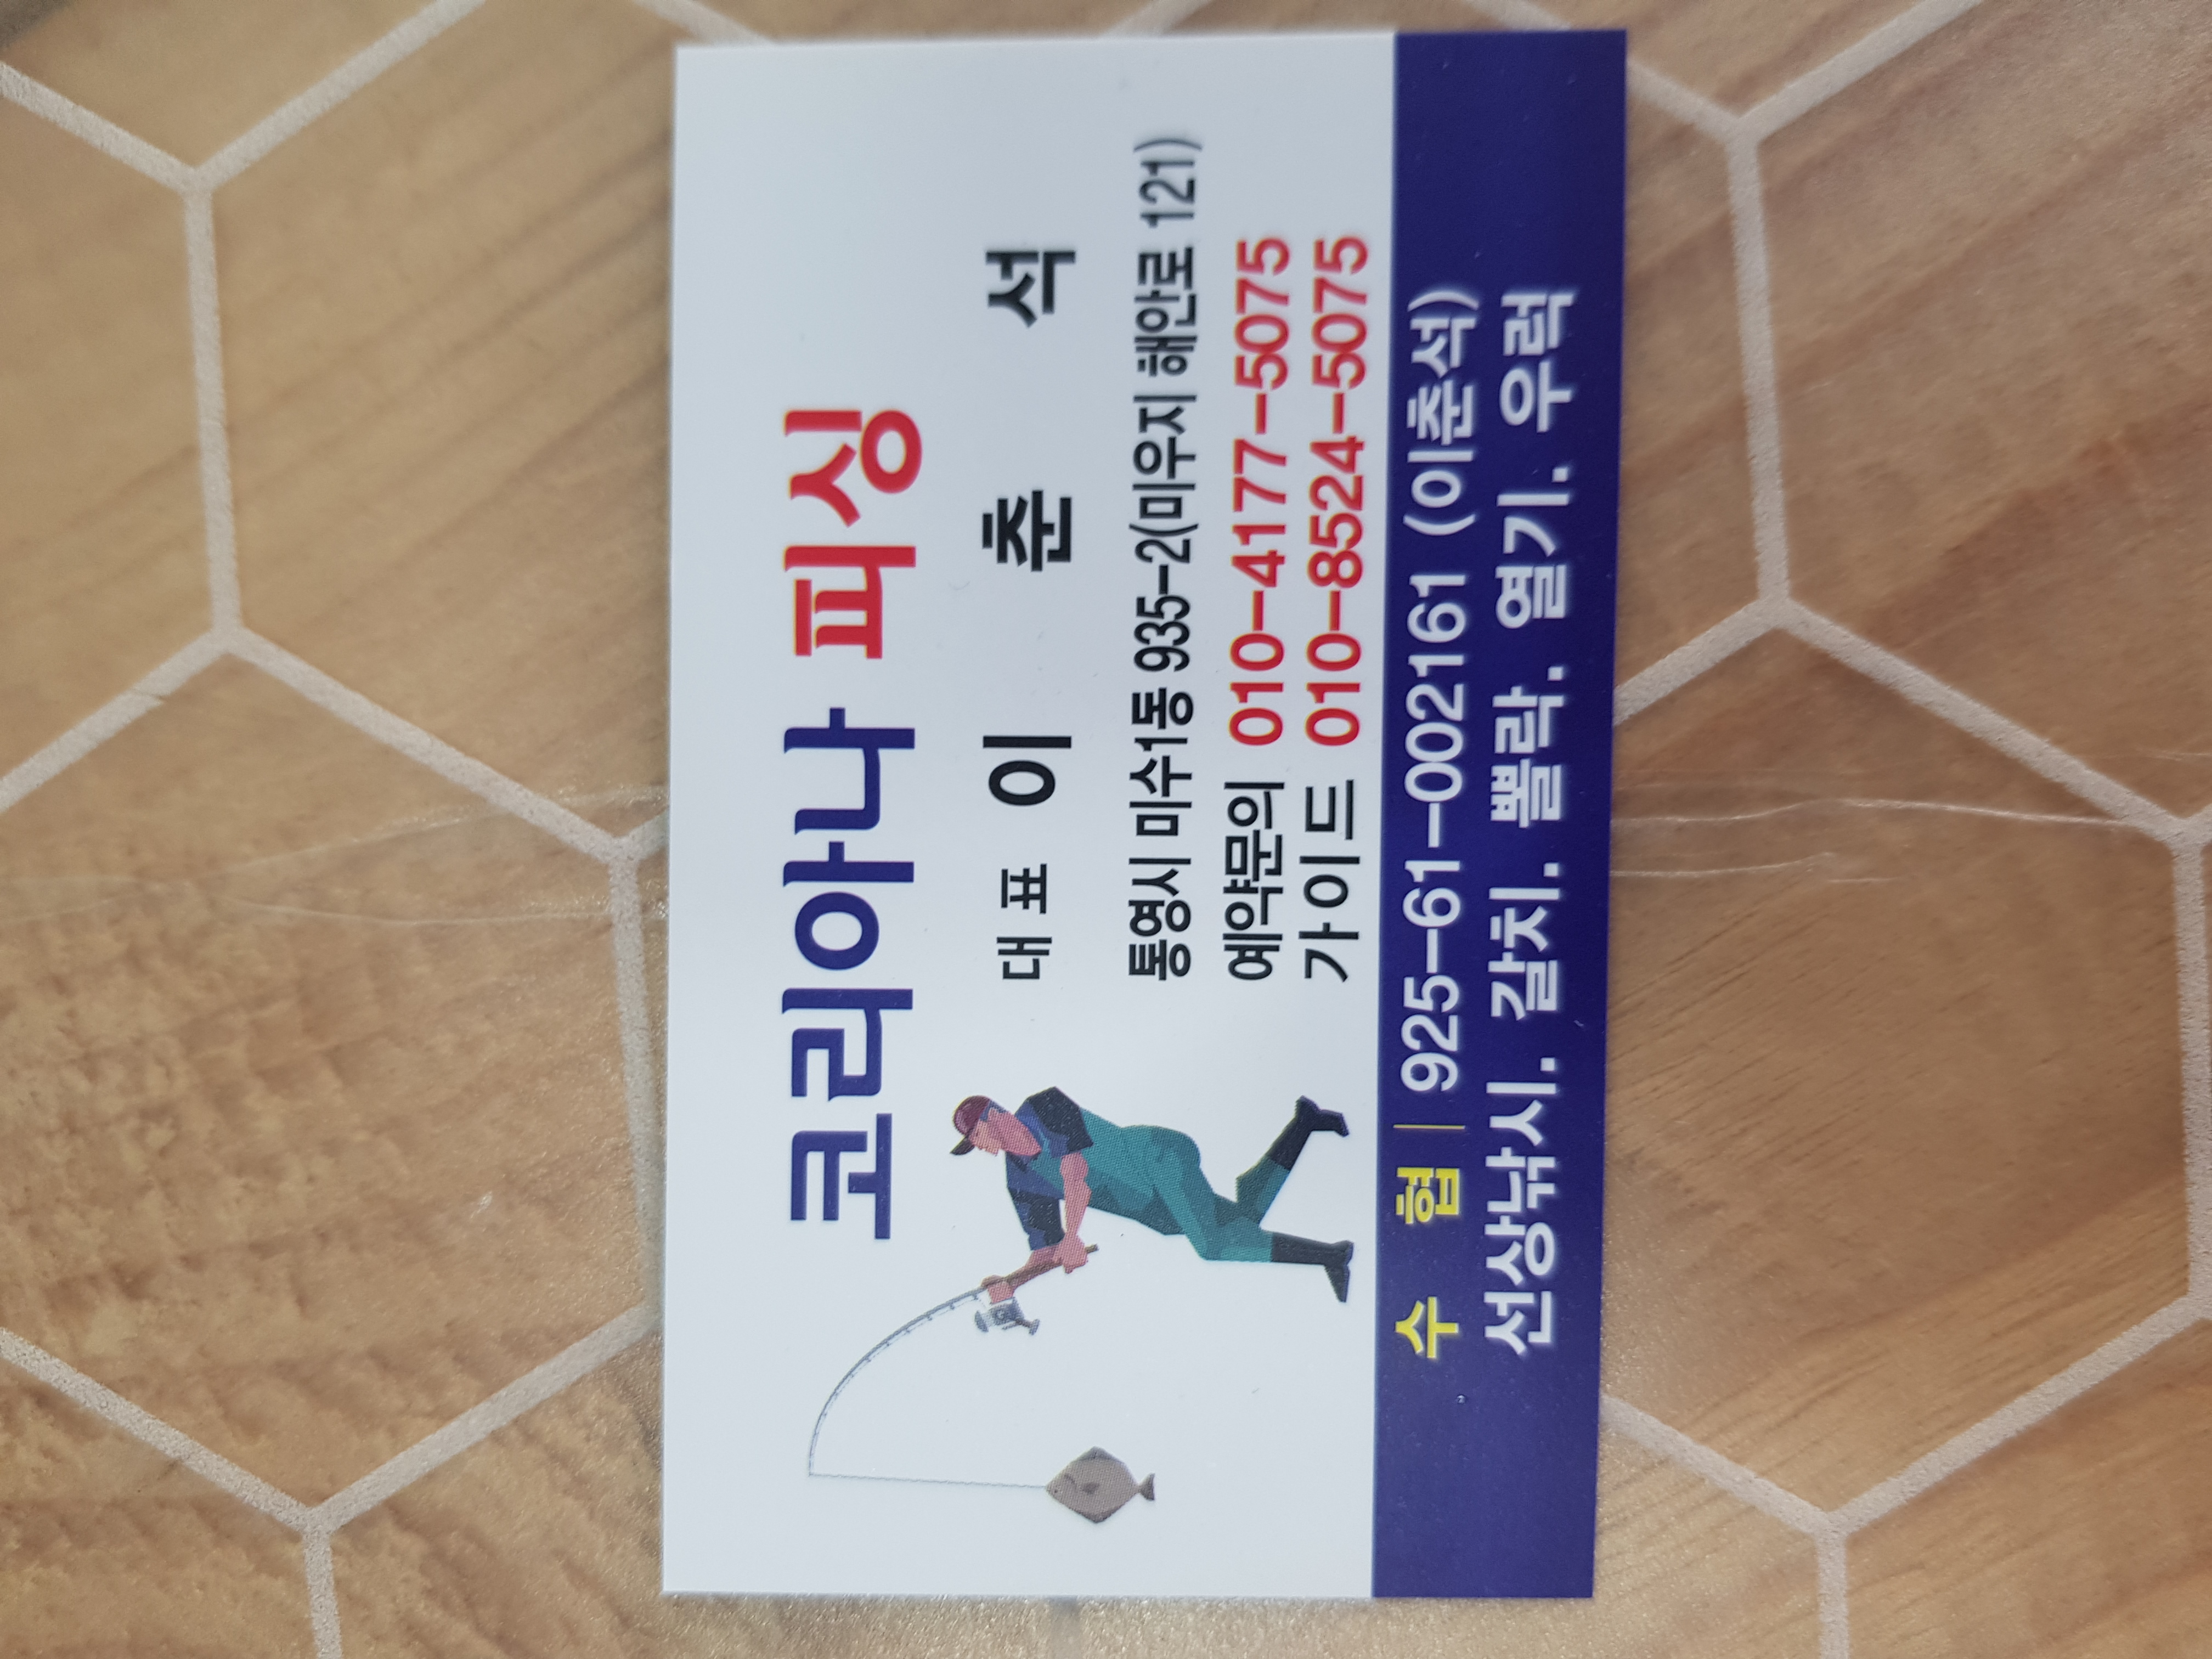 코리아나 피싱
대 표 이 춘 석
통영시 미수1동 935-2(미우지 해안로 121)
예약문의 010-4177-5075
가이드 010-8524-5075
수 협 | 925-61-002161 (이춘석)
선상낚시. 갈치. 뽈락. 열기. 우럭